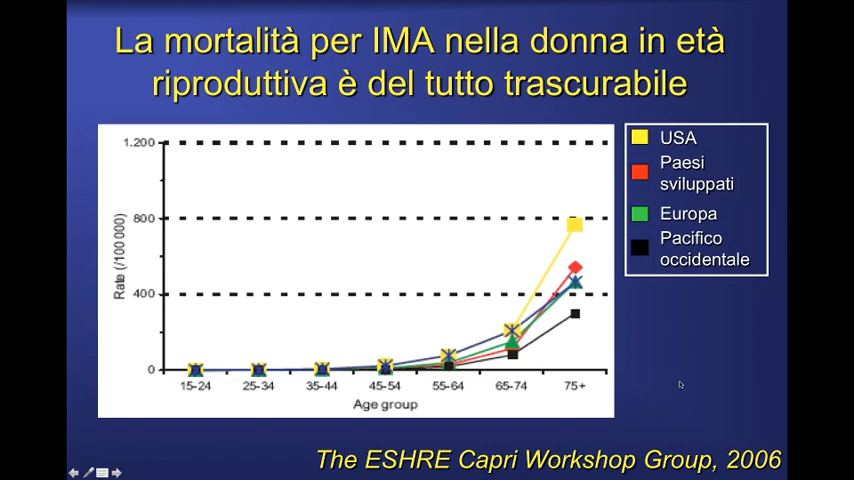 La mortalità per IMA nella donna in età
riproduttiva è del tutto trascurabile
1.200
800
400
0
Rate (/100 000)
15-24 25-34 35-44 45-54 55-64 65-74 75+
Age group
USA
Paesi
sviluppati
Europa
Pacifico
occidentale
The ESHRE Capri Workshop Group, 2006